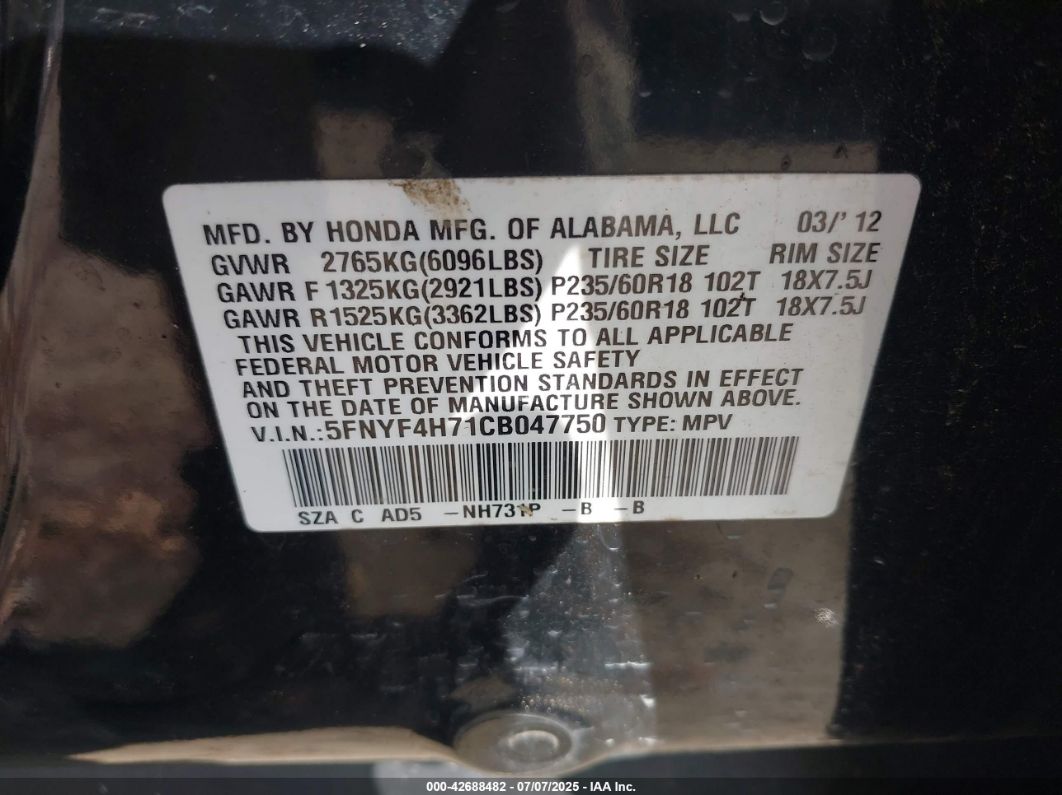 MFD. BY HONDA MFG. OF ALABAMA, LLC 03/' 12
GVWR 2765KG(6096LBS) TIRE SIZE RIM SIZE
GAWR F 1325KG(2921LBS) P235/60R18 102T 18X7.5J
GAWR R1525KG(3362LBS) P235/60R18 102T 18X7.5J
THIS VEHICLE CONFORMS TO ALL APPLICABLE
FEDERAL MOTOR VEHICLE SAFETY
AND THEFT PREVENTION STANDARDS IN EFFECT
ON THE DATE OF MANUFACTURE SHOWN ABOVE.
V.I.N.:5FNYF4H71CB047750 TYPE: MPV
SZA C AD5 -NH731P -B -B
000-42688482 - 07/07/2025 - IAA Inc.